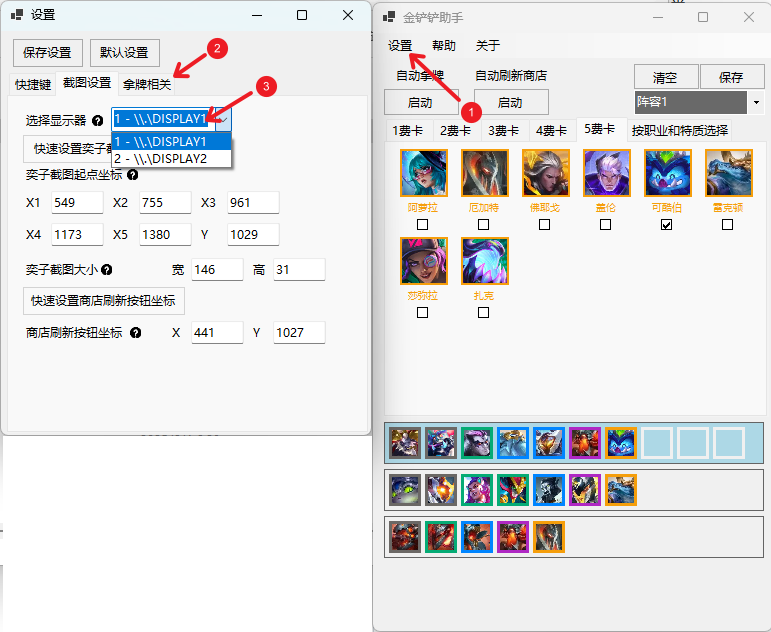 设置
保存设置 默认设置
2
快捷键 截图设置 拿牌相关
3
选择显示器 1 - \\.\DISPLAY1
1 - \\.\DISPLAY1
2 - \\.\DISPLAY2
快速设置奕子截
奕子截图起点坐标
X1 549 X2 755 X3 961
X4 1173 X5 1380 Y 1029
奕子截图大小 宽 146 高 31
快速设置商店刷新按钮坐标
商店刷新按钮坐标 X 441 Y 1027
金铲铲助手
设置 帮助 关于
自动拿牌 自动刷新商店 清空 保存
启动 启动 阵容1
1
1费卡 2费卡 3费卡 4费卡 5费卡 按职业和特质选择
阿萝拉 厄加特 佛耶戈 盖伦 可酷伯 雷克顿
莎弥拉 扎克